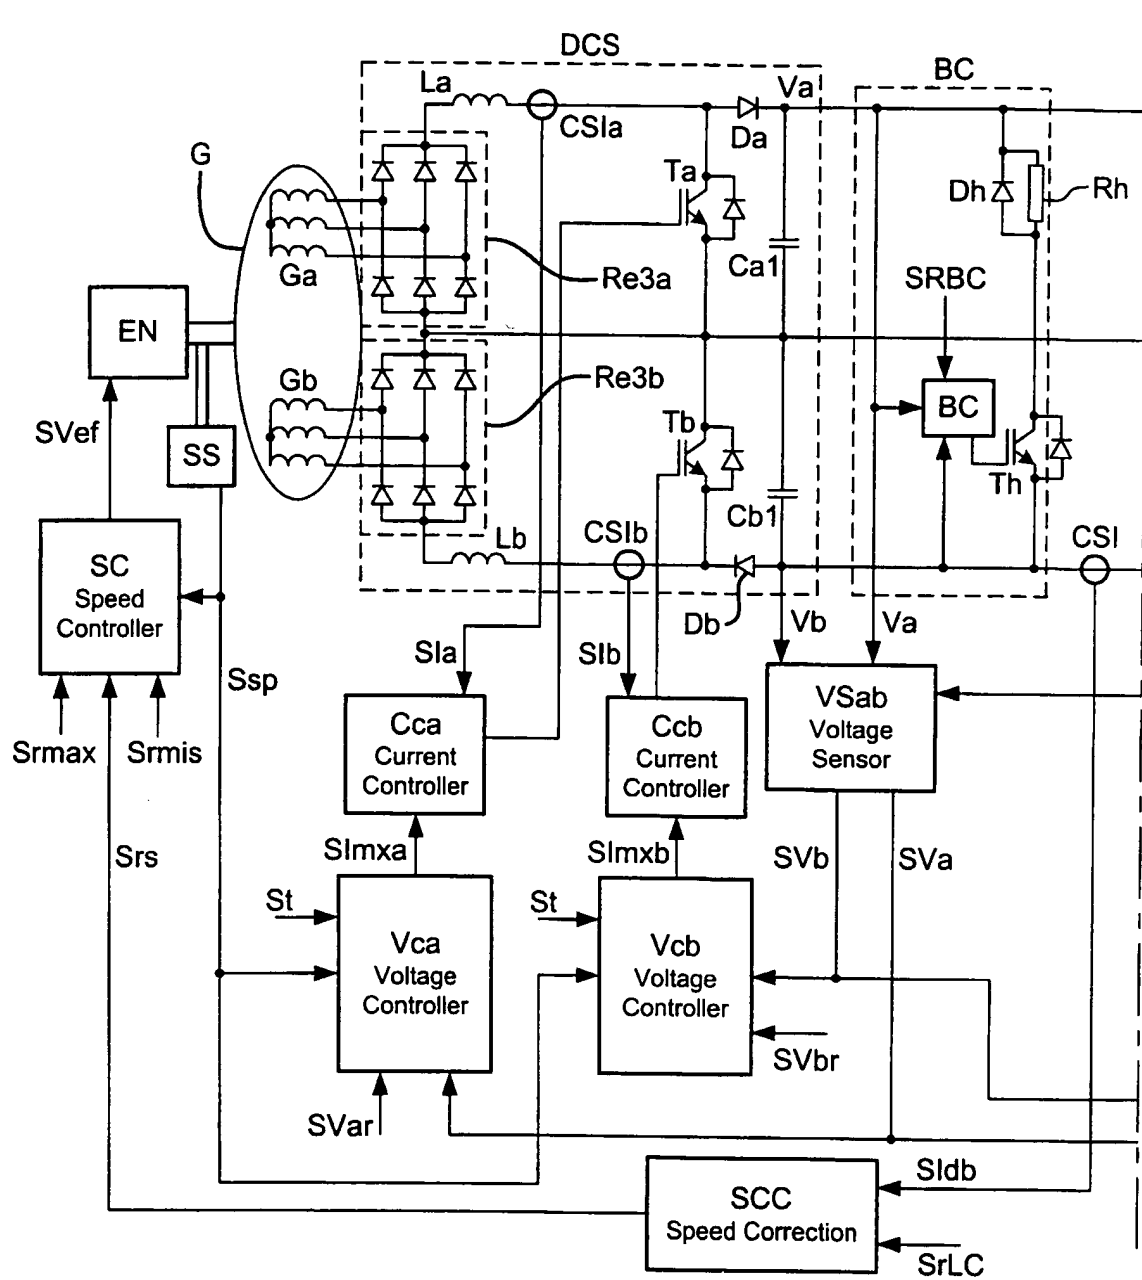 DCS
BC
La
CSIa
Va
Da
G
Ta
Dh
Rh
Ga
Ca1
Re3a
SRBC
EN
Gb
Re3b
BC
SVef
SS
Tb
Th
Lb
CSIb
Cb1
CSI
SC
Speed
Controller
Db
Vb
Va
SIa
SIb
Ssp
VSab
Voltage
Sensor
Cca
Current
Controller
Ccb
Current
Controller
Srmax
Srmis
Srs
SImxa
SImxb
SVb
SVa
St
St
Vca
Voltage
Controller
Vcb
Voltage
Controller
SVbr
SVar
SIdb
SCC
Speed Correction
SrLC